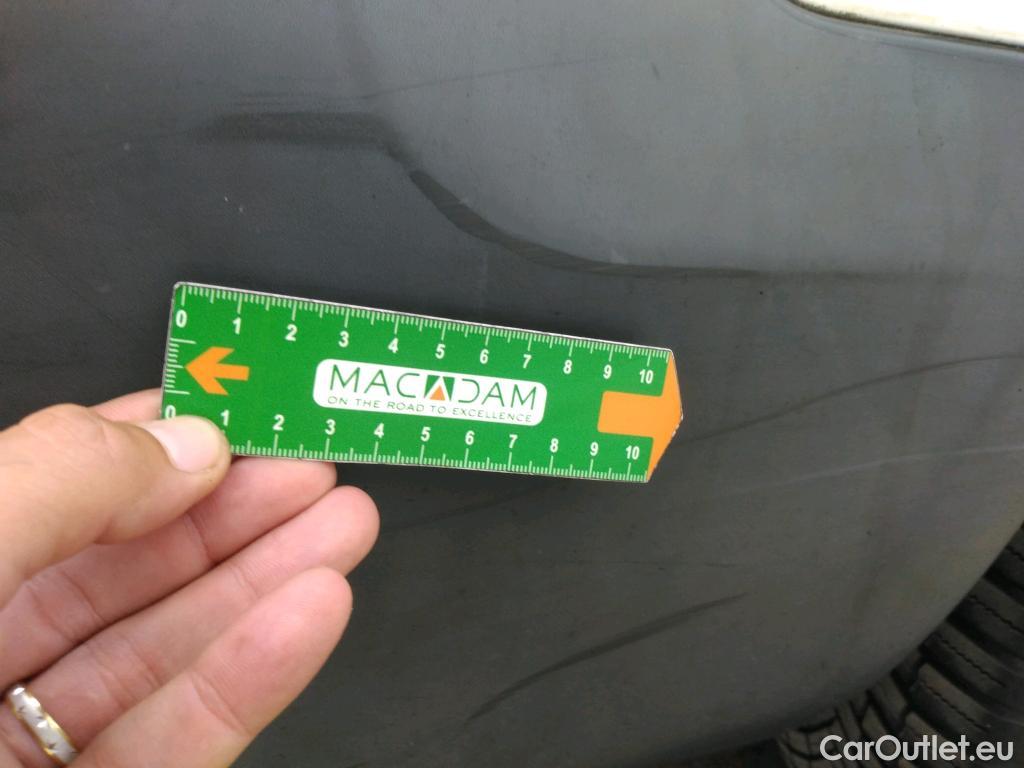 0 1 2 3 4 5 6 7 8 9 10
MACADAM
ON THE ROAD TO EXCELLENCE
0 1 2 3 4 5 6 7 8 9 10
CarOutlet.eu